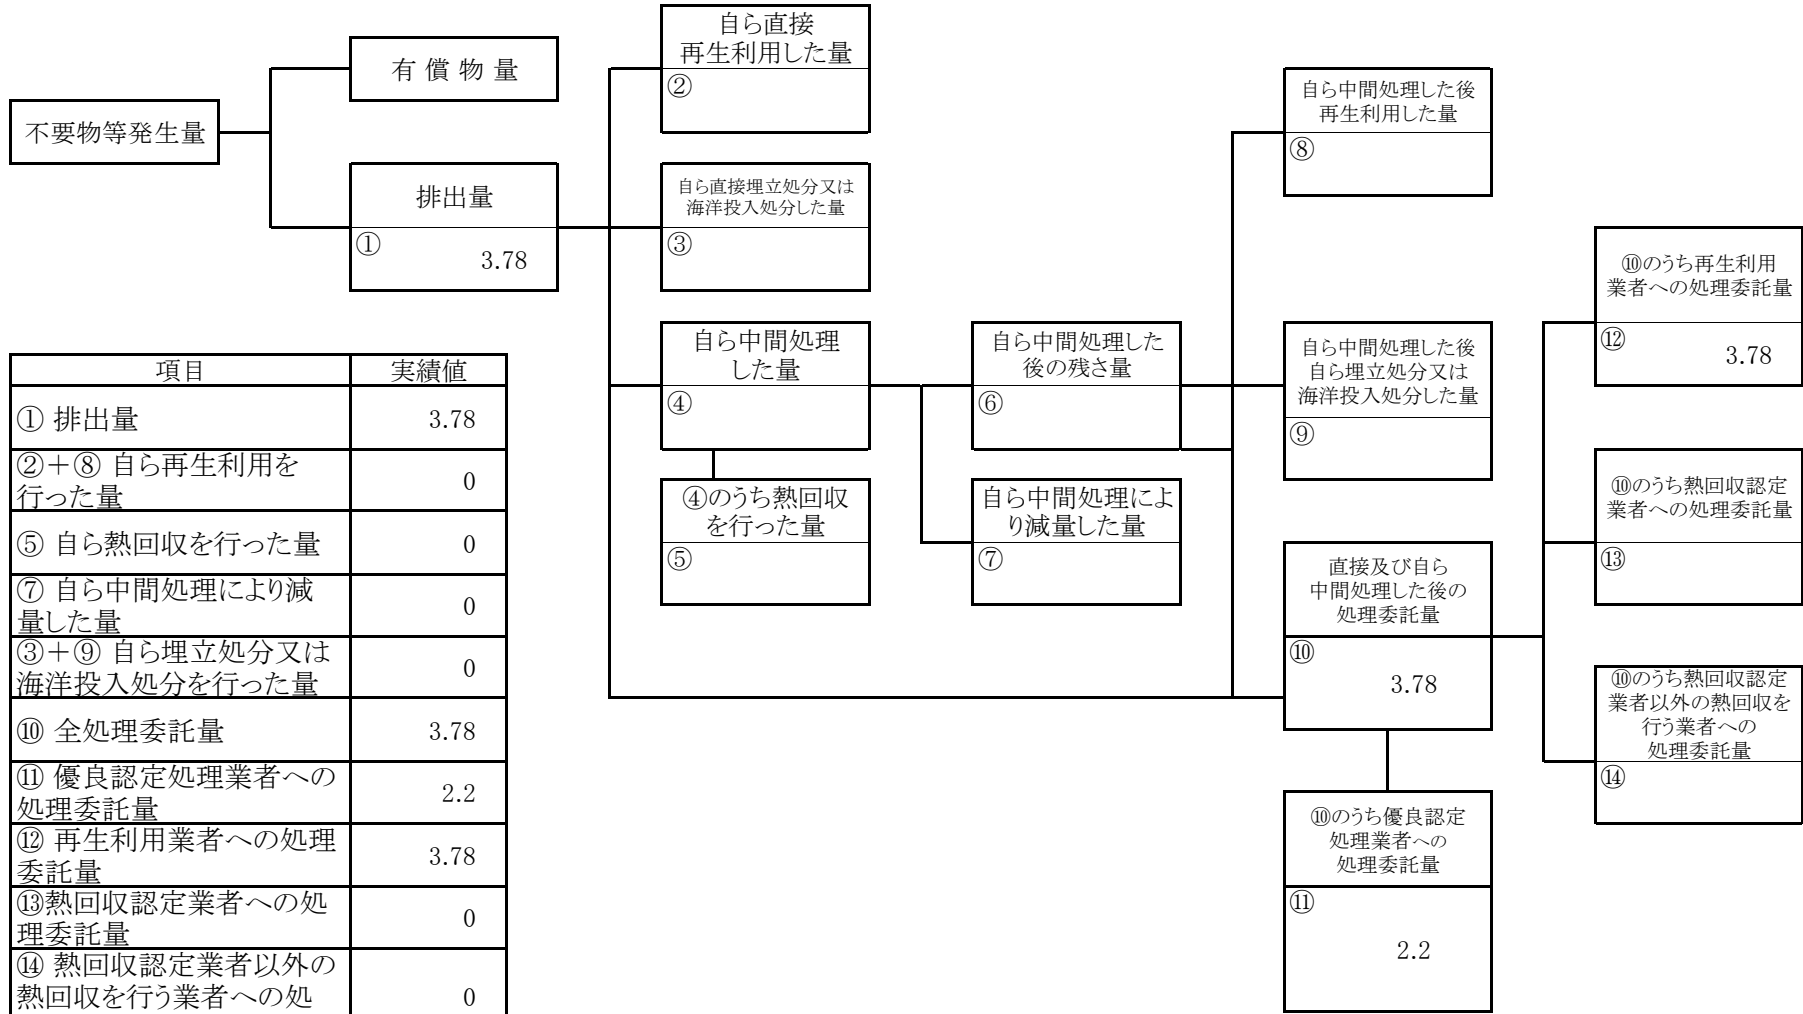 不要物等発生量
有 償 物 量
排出量
①
3.78
自ら直接
再生利用した量
②
自ら直接埋立処分又は
海洋投入処分した量
③
自ら中間処理
した量
④
④のうち熱回収
を行った量
⑤
自ら中間処理した
後の残さ量
⑥
自ら中間処理によ
り減量した量
⑦
自ら中間処理した後
再生利用した量
⑧
自ら中間処理した後
自ら埋立処分又は
海洋投入処分した量
⑨
直接及び自ら
中間処理した後の
処理委託量
⑩
3.78
⑩のうち優良認定
処理業者への
処理委託量
⑪
2.2
⑩のうち再生利用
業者への処理委託量
⑫
3.78
⑩のうち熱回収認定
業者への処理委託量
⑬
⑩のうち熱回収認定
業者以外の熱回収を
行う業者への
処理委託量
⑭
項目 実績値
① 排出量 3.78
②＋⑧ 自ら再生利用を
行った量 0
⑤ 自ら熱回収を行った量 0
⑦ 自ら中間処理により減
量した量 0
③＋⑨ 自ら埋立処分又は
海洋投入処分を行った量 0
⑩ 全処理委託量 3.78
⑪ 優良認定処理業者への
処理委託量 2.2
⑫ 再生利用業者への処理
委託量 3.78
⑬熱回収認定業者への処
理委託量 0
⑭ 熱回収認定業者以外の
熱回収を行う業者への処 0